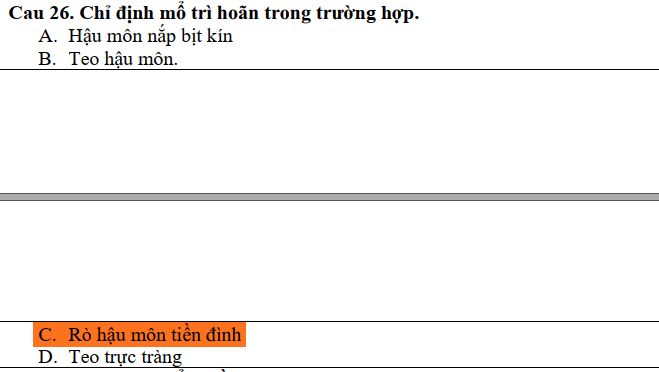 Cau 26. Chỉ định mổ trì hoãn trong trường hợp.
A. Hậu môn nắp bịt kín
B. Teo hậu môn.
C. Rò hậu môn tiền đình
D. Teo trực tràng